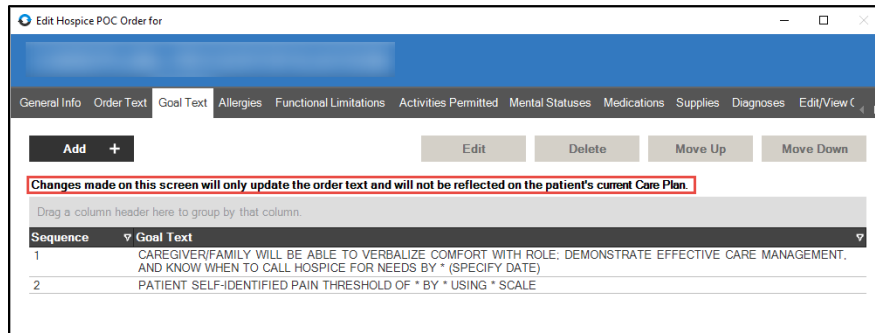 Edit Hospice POC Order for
General Info Order Text Goal Text Allergies Functional Limitations Activities Permitted Mental Statuses Medications Supplies Diagnoses Edit/View
Add + Edit Delete Move Up Move Down
Changes made on this screen will only update the order text and will not be reflected on the patient's current Care Plan.
Drag a column header here to group by that column.
Sequence Goal Text
1 CAREGIVER/FAMILY WILL BE ABLE TO VERBALIZE COMFORT WITH ROLE; DEMONSTRATE EFFECTIVE CARE MANAGEMENT,
AND KNOW WHEN TO CALL HOSPICE FOR NEEDS BY * (SPECIFY DATE)
2 PATIENT SELF-IDENTIFIED PAIN THRESHOLD OF * BY * USING * SCALE